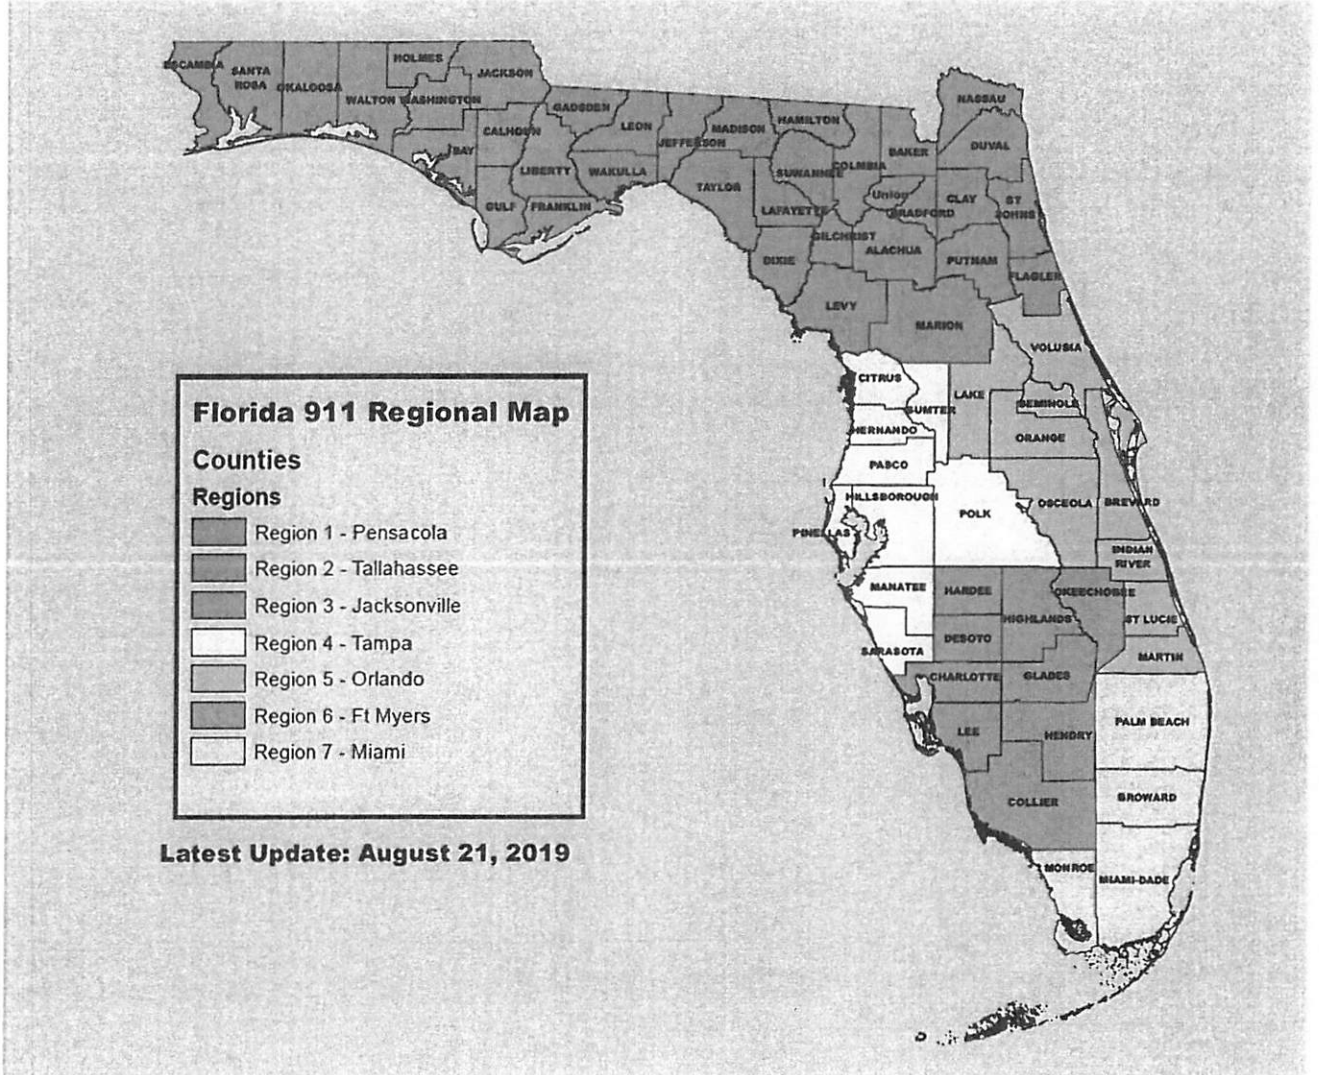 ESCAMBIA
SANTA
ROSA
OKALOOSA
WALTON
HOLMES
WASHINGTON
JACKSON
BAY
CALHOUN
GULF
GADSDEN
LIBERTY
FRANKLIN
LEON
WAKULLA
JEFFERSON
MADISON
TAYLOR
HAMILTON
SUWANNEE
LAFAYETTE
DIXIE
COLMBIA
GILCHRIST
BAKER
Union
BRADFORD
ALACHUA
LEVY
NASSAU
DUVAL
CLAY
ST
JOHNS
PUTNAM
FLAGLER
MARION
VOLUSIA
CITRUS
SUMTER
LAKE
SEMINOLE
HERNANDO
ORANGE
PASCO
HILLSBOROUGH
PINELLAS
POLK
OSCEOLA
BREVARD
INDIAN
RIVER
MANATEE
HARDEE
HIGHLANDS
OKEECHOBEE
ST LUCIE
SARASOTA
DESOTO
MARTIN
CHARLOTTE
GLADES
LEE
HENDRY
PALM BEACH
COLLIER
BROWARD
MONROE
MIAMI-DADE
Florida 911 Regional Map
Counties
Regions
Region 1 - Pensacola
Region 2 - Tallahassee
Region 3 - Jacksonville
Region 4 - Tampa
Region 5 - Orlando
Region 6 - Ft Myers
Region 7 - Miami
Latest Update: August 21, 2019